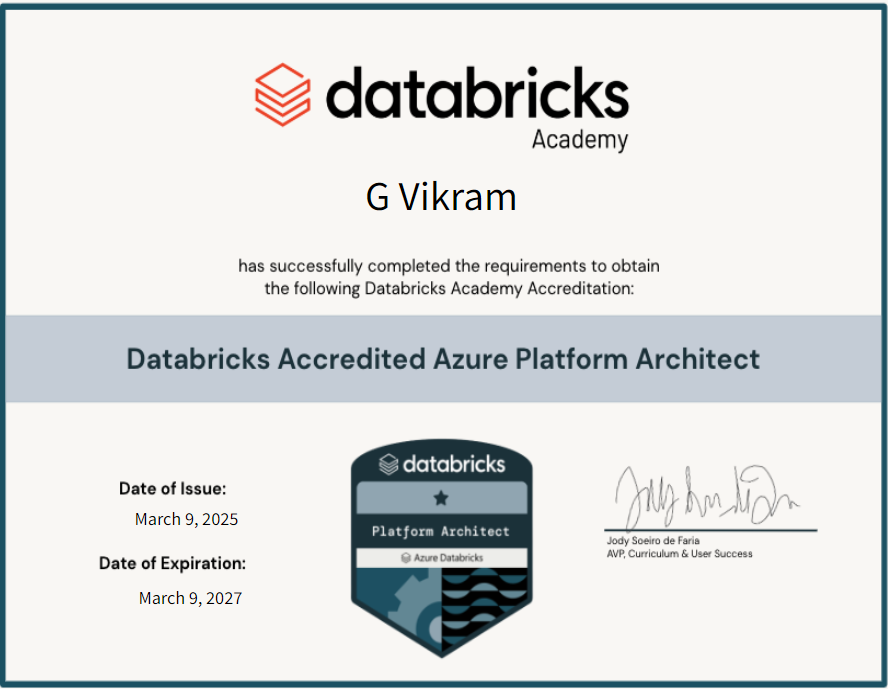 databricks
Academy
G Vikram
has successfully completed the requirements to obtain
the following Databricks Academy Accreditation:
Databricks Accredited Azure Platform Architect
Date of Issue:
March 9, 2025
Date of Expiration:
March 9, 2027
databricks
Platform Architect
Azure Databricks
Jody Soeiro de Faria
AVP, Curriculum & User Success